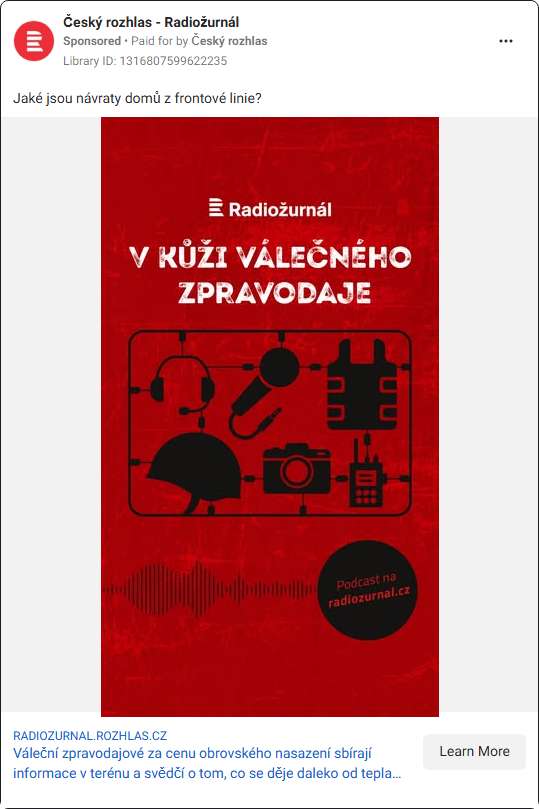 Český rozhlas - Radiožurnál
Sponsored • Paid for by Český rozhlas
Library ID: 1316807599622235
Jaké jsou návraty domů z frontové linie?
Radiožurnál
V KŮŽI VÁLEČNÉHO
ZPRAVODAJE
Podcast na
radiozurnal.cz
RADIOZURNAL.ROZHLAS.CZ
Váleční zpravodajové za cenu obrovského nasazení sbírají
informace v terénu a svědčí o tom, co se děje daleko od tepla...
Learn More